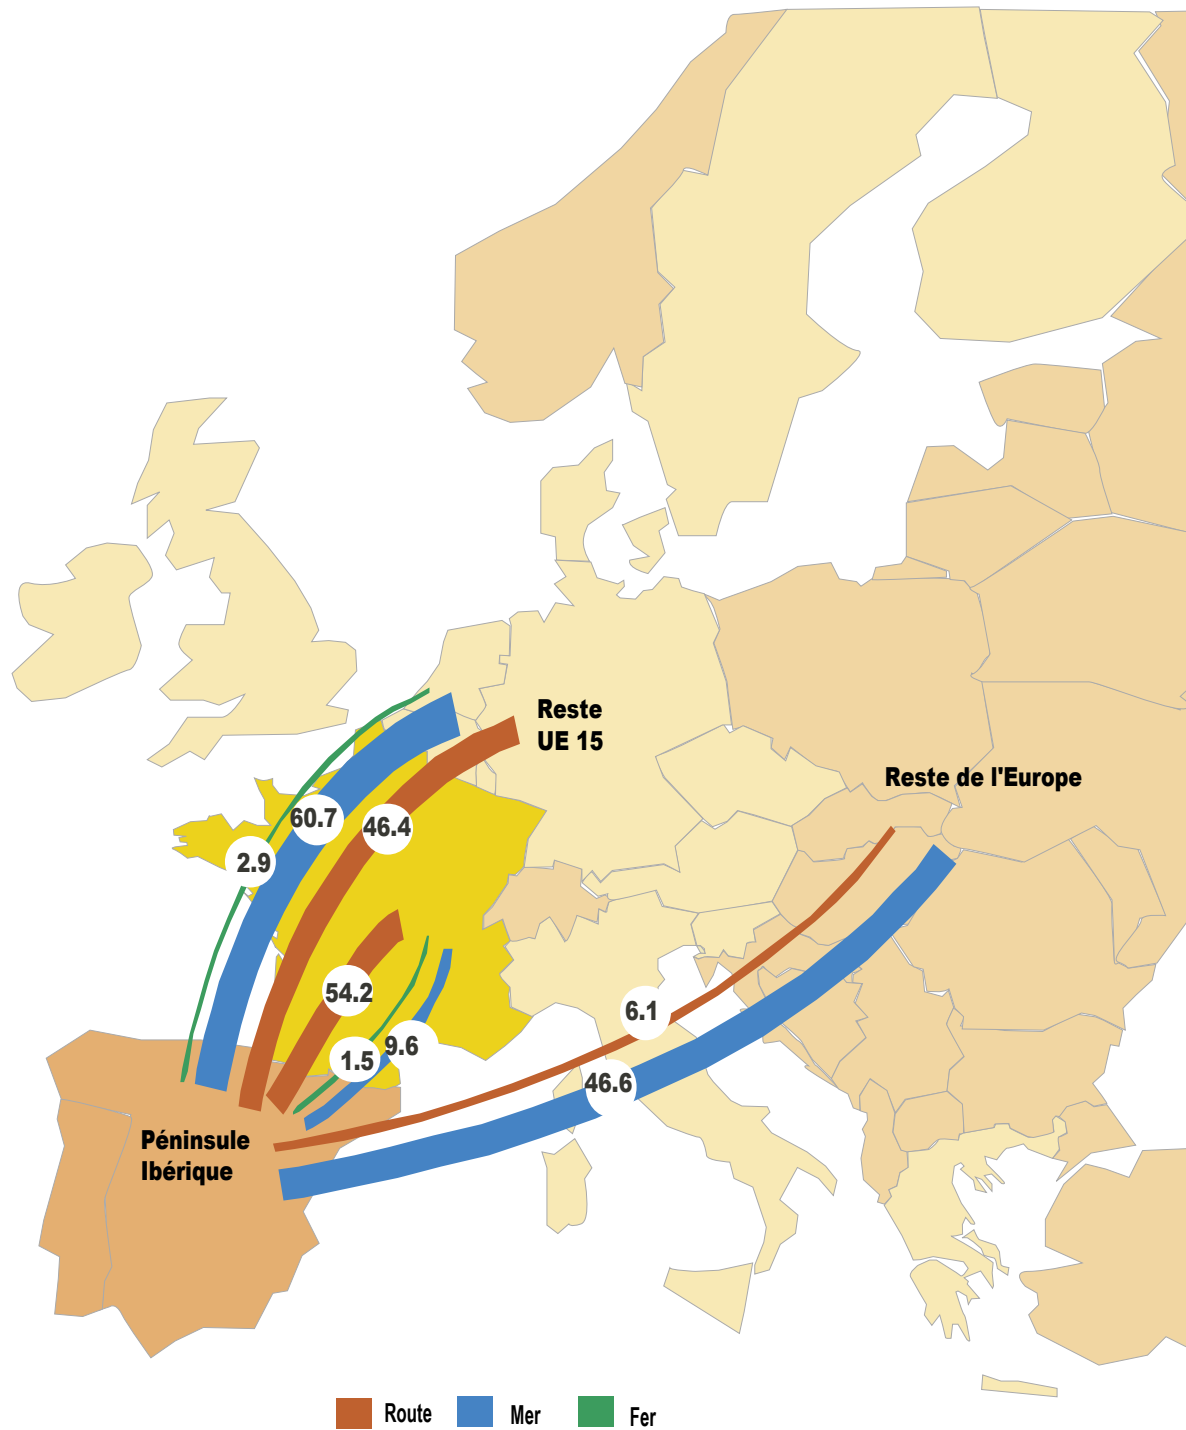 Reste
UE 15
Reste de l'Europe
60.7
46.4
2.9
54.2
6.1
9.6
1.5
46.6
Péninsule
Ibérique
Route
Mer
Fer